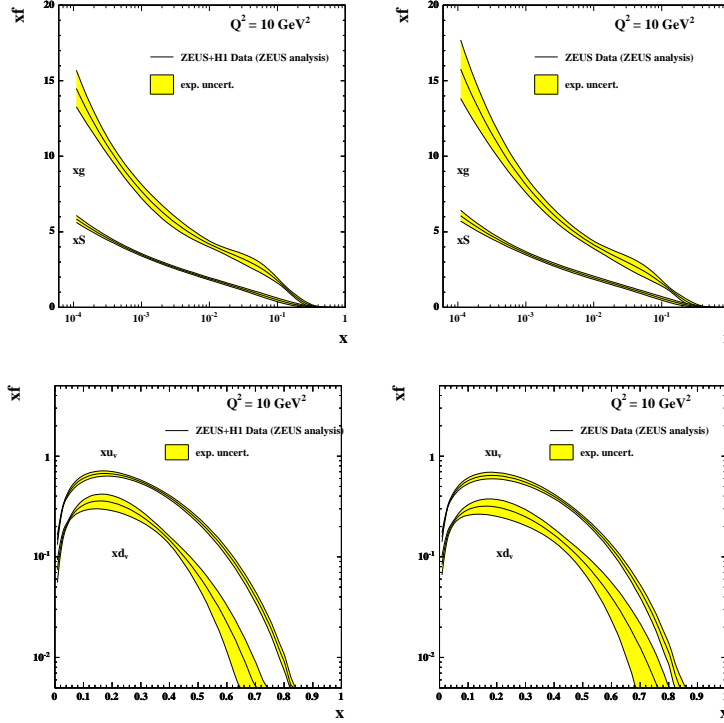 xf
20
15
10
5
0
Q² = 10 GeV²
ZEUS+H1 Data (ZEUS analysis)
exp. uncert.
xg
xS
10⁻⁴ 10⁻³ 10⁻² 10⁻¹ 1
x
xf
20
15
10
5
0
Q² = 10 GeV²
ZEUS Data (ZEUS analysis)
exp. uncert.
xg
xS
10⁻⁴ 10⁻³ 10⁻² 10⁻¹
xf
1
10⁻¹
10⁻²
Q² = 10 GeV²
ZEUS+H1 Data (ZEUS analysis)
exp. uncert.
xuᵥ
xdᵥ
0 0.1 0.2 0.3 0.4 0.5 0.6 0.7 0.8 0.9 1
x
xf
1
10⁻¹
10⁻²
Q² = 10 GeV²
ZEUS Data (ZEUS analysis)
exp. uncert.
xuᵥ
xdᵥ
0 0.1 0.2 0.3 0.4 0.5 0.6 0.7 0.8 0.9